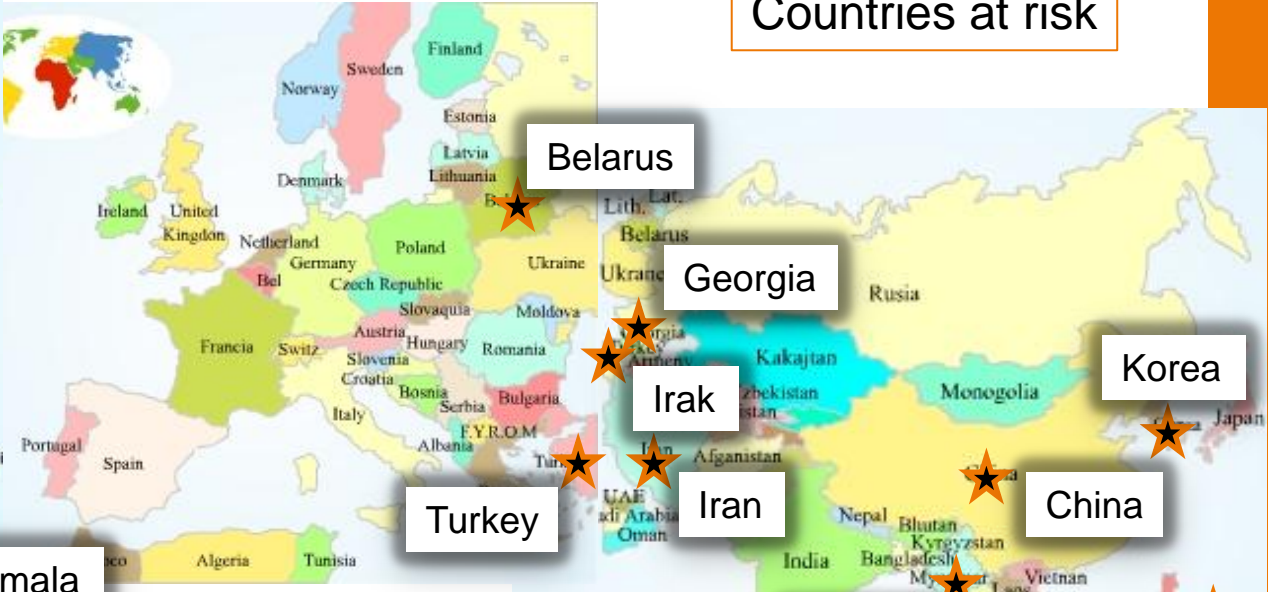 Countries at risk
Finland
Sweden
Norway
Estonia
Belarus
Latvia
Lithuania
Denmark
Lith. Lat.
Ireland
United
Kingdon
Belarus
Netherland
Poland
Germany
Ukraine
Georgia
Bel
Czech Republic
Rusia
Slovaquia
Moldova
Austria
Hungary
Francia
Switz
Romania
Slovenia
Kakajtan
Korea
Croatia
Bosnia
Monogolia
Serbia
Bulgaria
Irak
Italy
Japan
F.Y.R.O.M
Albania
Portugal
Spain
Afganistan
Turkey
Iran
China
UAE
Oman
Nepal
Bhutan
Kyrgyzstan
Algeria
Tunisia
India
Bangladesh
Vietnan